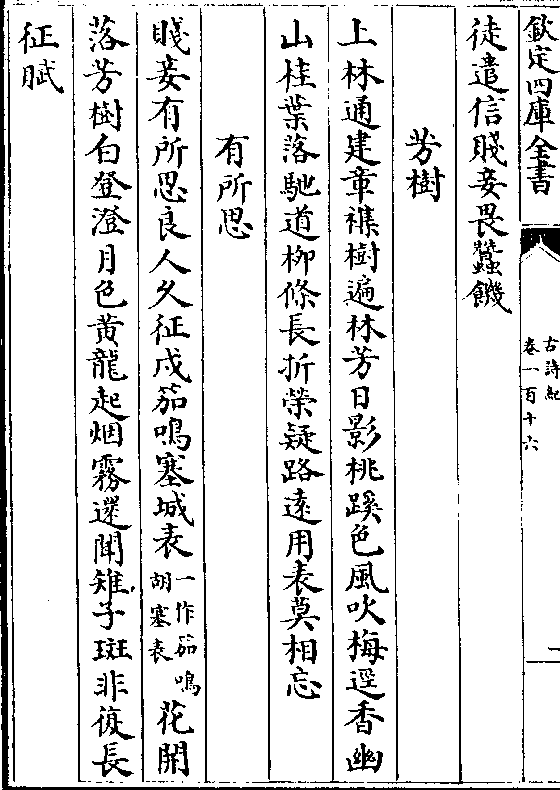 欽定四庫全書
古詩紀
卷一百十六
徒遣信賤妾畏蠶饑
芳樹
上林通建章襍樹遍林芳日影桃蹊色風吹梅逕香幽
山桂葉落馳道柳條長折榮疑路遠用表莫相忘
有所思
賤妾有所思良人久征戍笳鳴塞城表一作笳鳴胡塞表花開
落芳樹白登澄月色黃龍起烟霧還聞雉子斑非復長
征賦